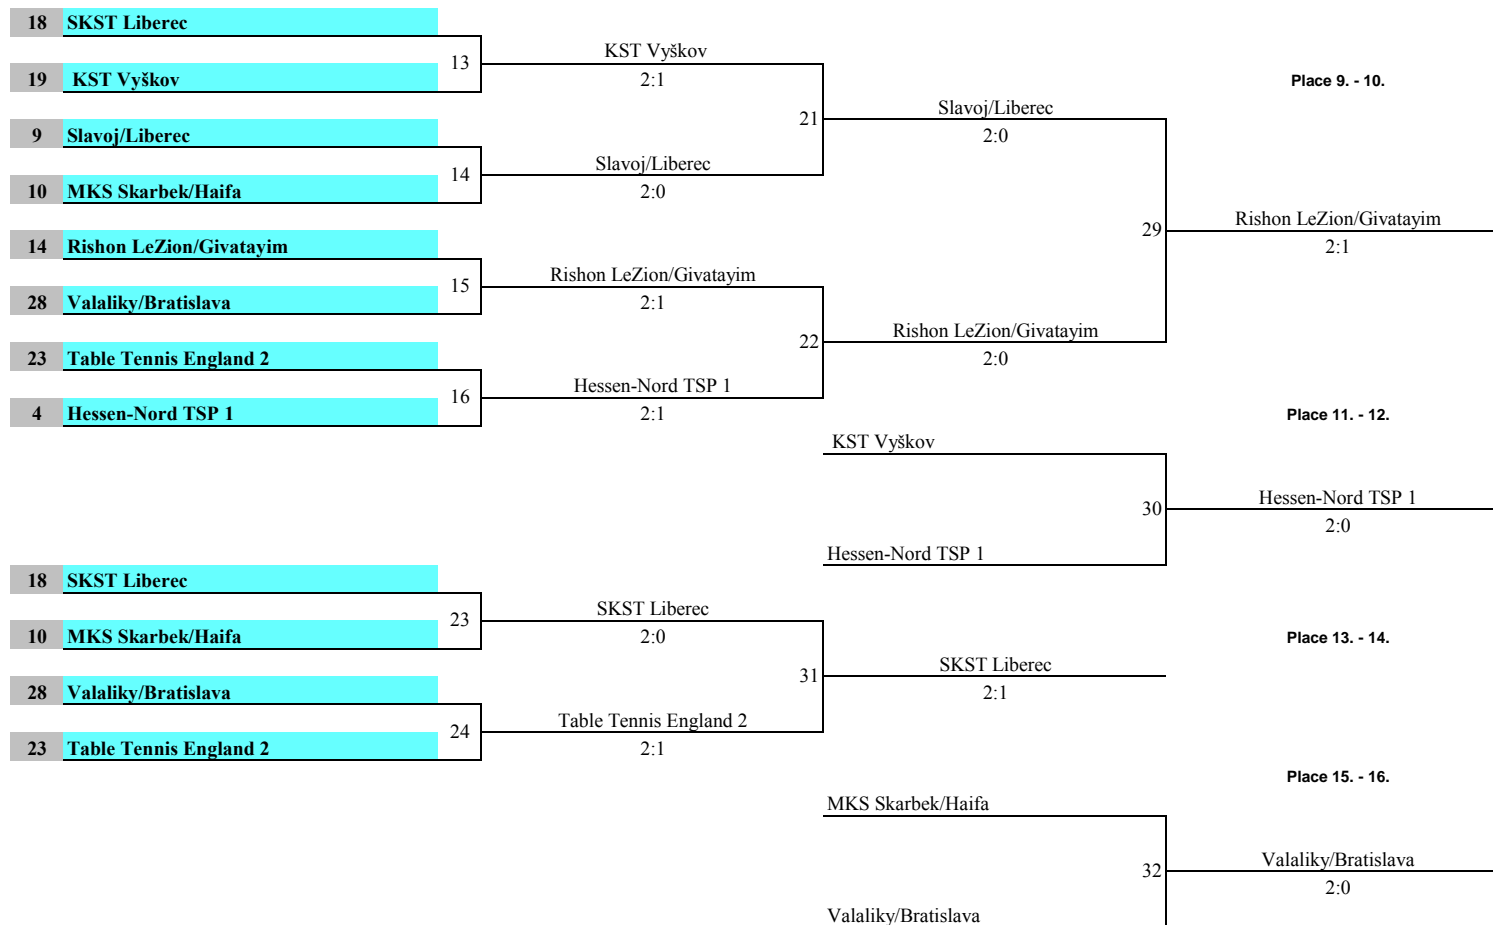 18 SKST Liberec
13
KST Vyškov
2:1
19 KST Vyškov
Place 9. - 10.
21
Slavoj/Liberec
2:0
9 Slavoj/Liberec
14
Slavoj/Liberec
2:0
10 MKS Skarbek/Haifa
29
Rishon LeZion/Givatayim
2:1
14 Rishon LeZion/Givatayim
15
Rishon LeZion/Givatayim
2:1
28 Valaliky/Bratislava
22
Rishon LeZion/Givatayim
2:0
23 Table Tennis England 2
16
Hessen-Nord TSP 1
2:1
4 Hessen-Nord TSP 1
Place 11. - 12.
KST Vyškov
30
Hessen-Nord TSP 1
2:0
Hessen-Nord TSP 1
18 SKST Liberec
23
SKST Liberec
2:0
10 MKS Skarbek/Haifa
Place 13. - 14.
31
SKST Liberec
2:1
28 Valaliky/Bratislava
24
Table Tennis England 2
2:1
23 Table Tennis England 2
Place 15. - 16.
MKS Skarbek/Haifa
32
Valaliky/Bratislava
2:0
Valaliky/Bratislava